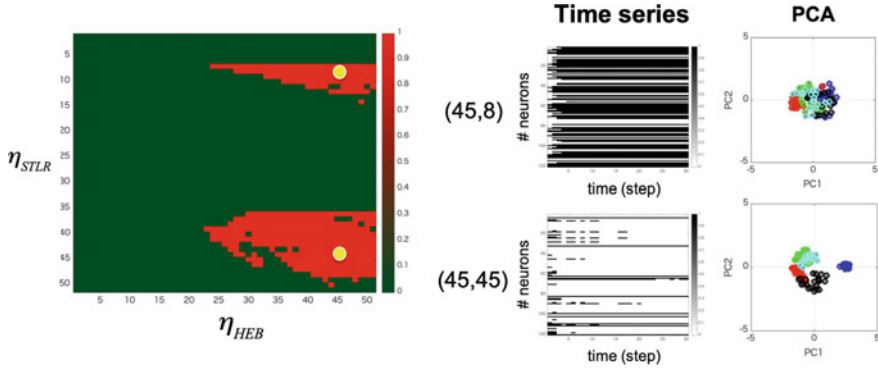 Time series
PCA
5
10
15
20
25
30
35
40
45
50
5 10 15 20 25 30 35 40 45 50
η_STLR
η_HEB
1
0.9
0.8
0.7
0.6
0.5
0.4
0.3
0.2
0.1
0
(45,8)
# neurons
time (step)
5
0
-5
-5 0 5
PC2
PC1
(45,45)
# neurons
time (step)
5
0
-5
-5 0 5
PC2
PC1